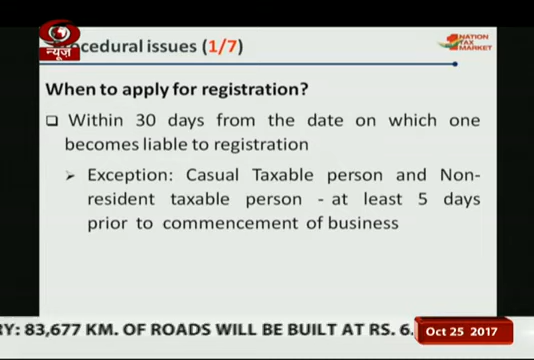 न्यूज़
ocedural issues (1/7)
1 NATION
TAX
MARKET
When to apply for registration?
Within 30 days from the date on which one
becomes liable to registration
Exception: Casual Taxable person and Non-
resident taxable person - at least 5 days
prior to commencement of business
RY: 83,677 KM. OF ROADS WILL BE BUILT AT RS. 6.
Oct 25 2017